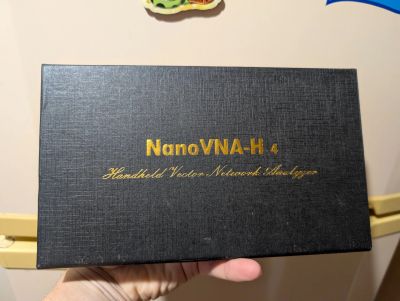 NanoVNA-H 4
Handheld Vector Network Analyzer